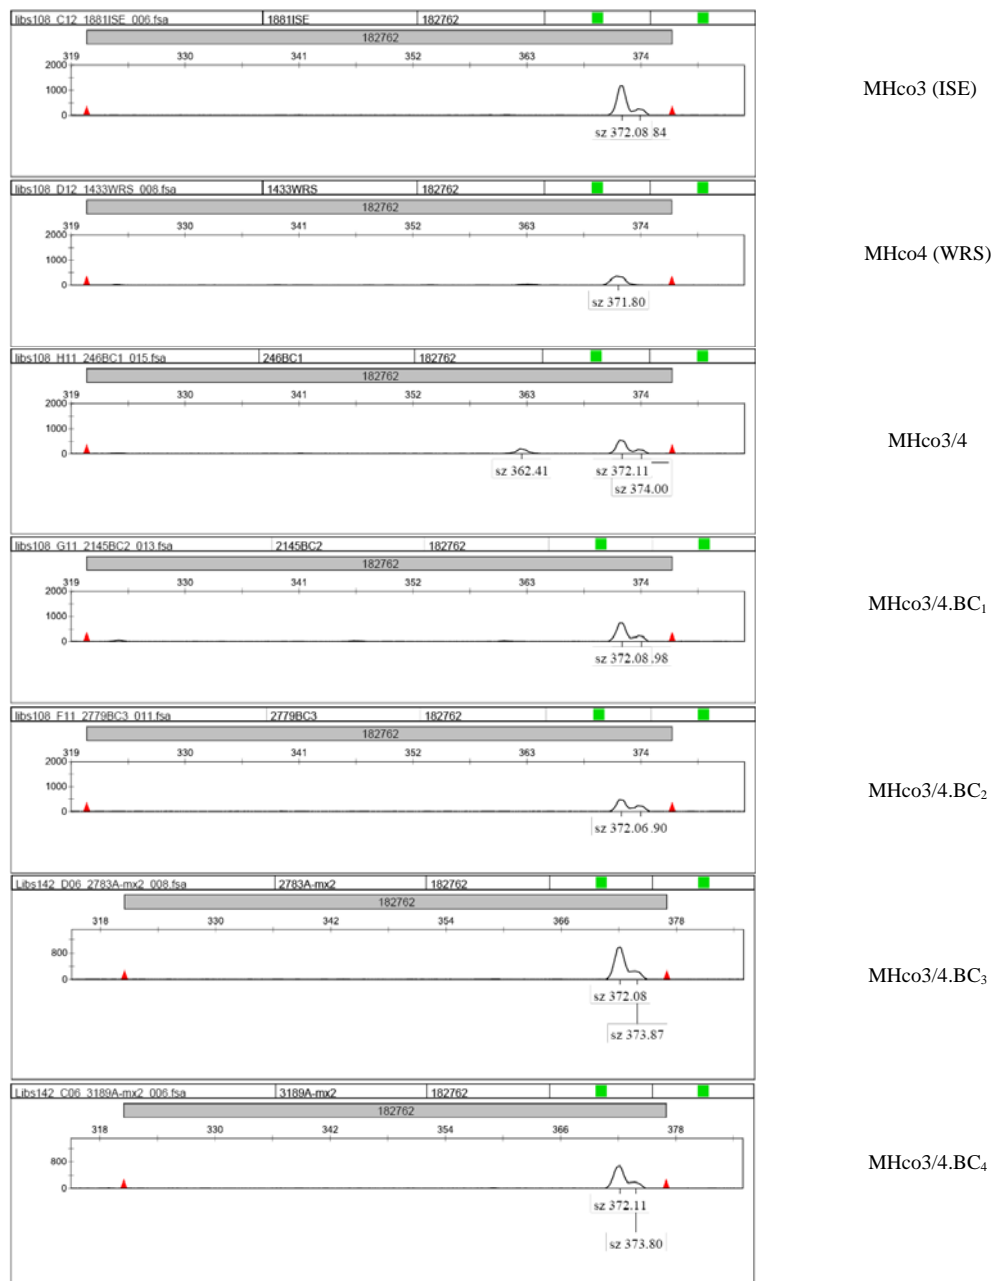 libs108_C12_1881ISE_006.fsa 1881ISE 182762
182762
319 330 341 352 363 374
2000
1000
0
sz 372.08 .84
MHco3 (ISE)
libs108_D12_1433WRS_008.fsa 1433WRS 182762
182762
319 330 341 352 363 374
2000
1000
0
sz 371.80
MHco4 (WRS)
libs108_H11_246BC1_015.fsa 246BC1 182762
182762
319 330 341 352 363 374
2000
1000
0
sz 362.41 sz 372.11
sz 374.00
MHco3/4
libs108_G11_2145BC2_013.fsa 2145BC2 182762
182762
319 330 341 352 363 374
2000
1000
0
sz 372.08 .98
MHco3/4.BC₁
libs108_F11_2779BC3_011.fsa 2779BC3 182762
182762
319 330 341 352 363 374
2000
1000
0
sz 372.06 .90
MHco3/4.BC₂
Libs142_D06_2783A-mx2_008.fsa 2783A-mx2 182762
182762
318 330 342 354 366 378
800
0
sz 372.08
sz 373.87
MHco3/4.BC₃
Libs142_C06_3189A-mx2_006.fsa 3189A-mx2 182762
182762
318 330 342 354 366 378
800
0
sz 372.11
sz 373.80
MHco3/4.BC₄